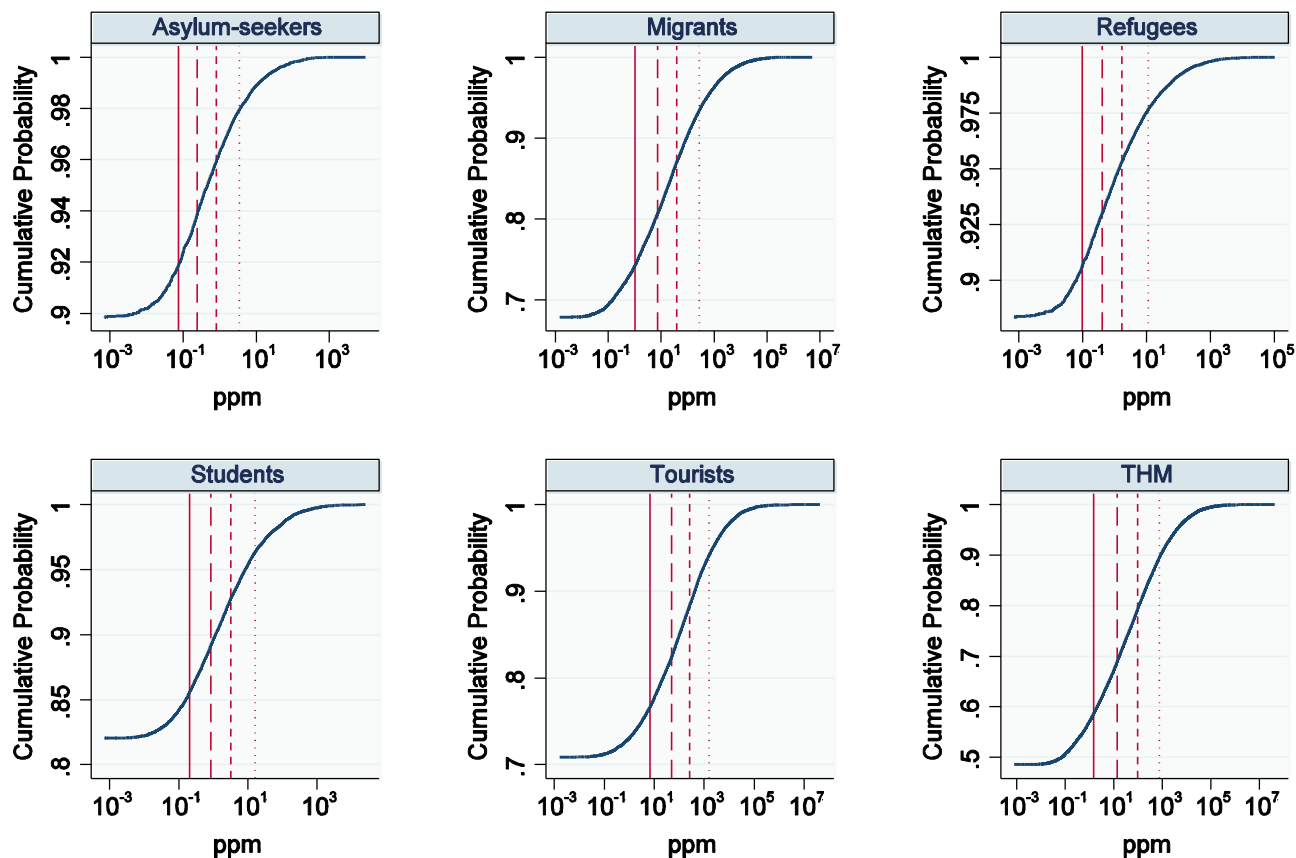 Asylum-seekers
Cumulative Probability
1
.98
.96
.94
.92
.9
10-3 10-1 101 103
ppm
Migrants
Cumulative Probability
1
.9
.8
.7
10-3 10-1 101 103 105 107
ppm
Refugees
Cumulative Probability
1
.975
.95
.925
.9
10-3 10-1 101 103 105
ppm
Students
Cumulative Probability
1
.95
.9
.85
.8
10-3 10-1 101 103
ppm
Tourists
Cumulative Probability
1
.9
.8
.7
10-3 10-1 101 103 105 107
ppm
THM
Cumulative Probability
1
.9
.8
.7
.6
.5
10-3 10-1 101 103 105 107
ppm